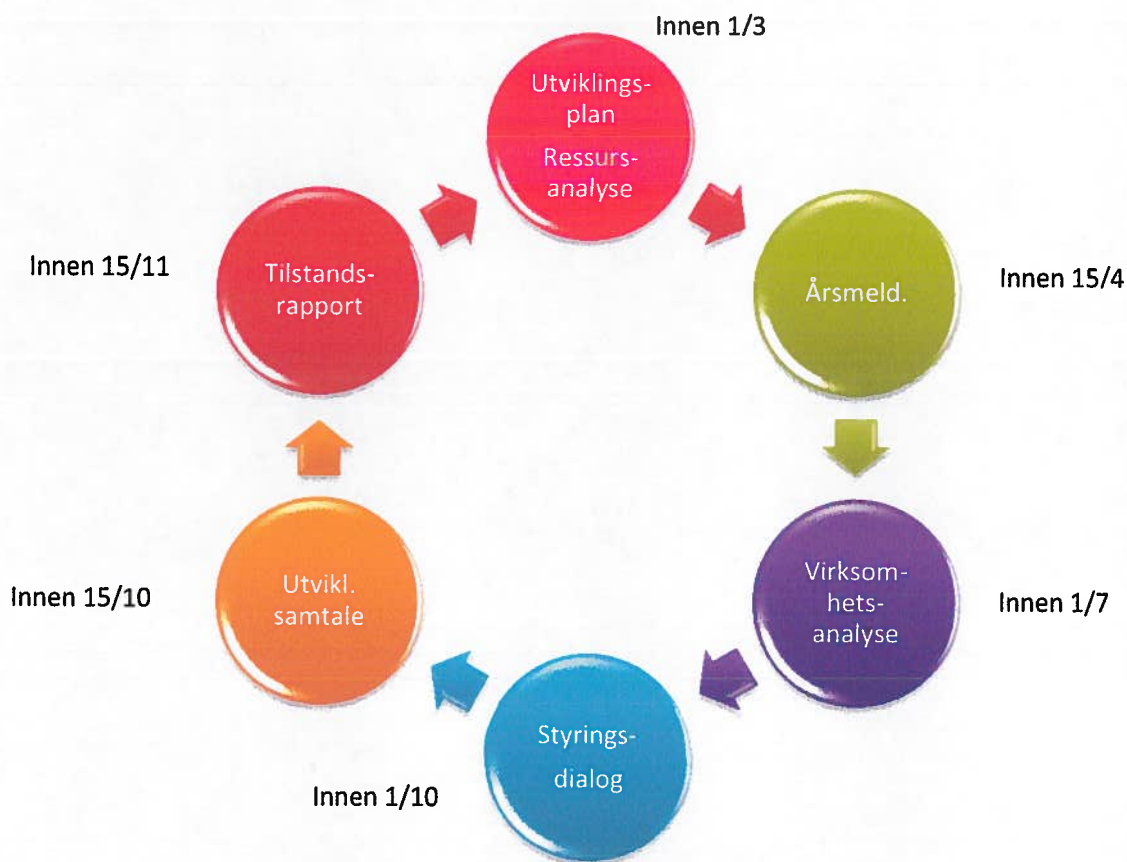 Innen 1/3
Utviklings-
plan
Ressurs-
analyse
Innen 15/4
Årsmeld.
Innen 1/7
Virksom-
hets-
analyse
Innen 1/10
Styrings-
dialog
Innen 15/10
Utvikl.
samtale
Innen 15/11
Tilstands-
rapport